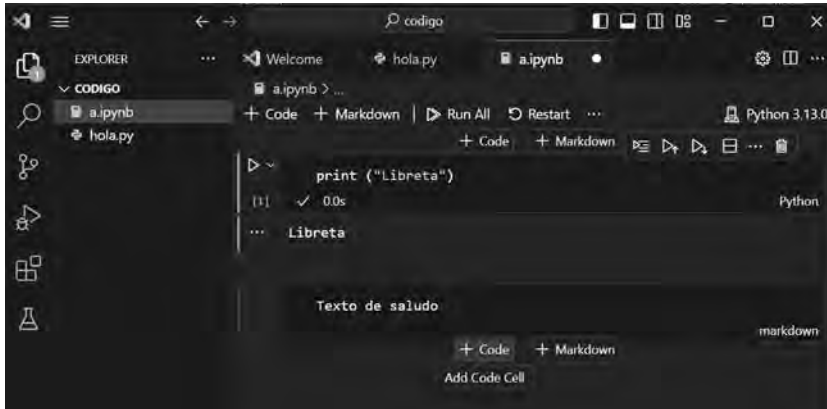 codigo
EXPLORER ... Welcome hola.py a.ipynb
CODIGO a.ipynb > ...
a.ipynb + Code + Markdown | Run All Restart ... Python 3.13.0
hola.py + Code + Markdown ...
print ("Libreta")
[1] ✓ 0.0s Python
... Libreta
Texto de saludo
markdown
+ Code + Markdown
Add Code Cell
1